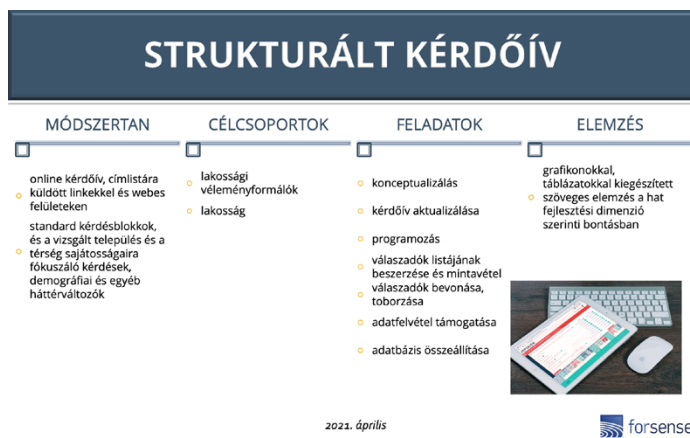 STRUKTURÁLT KÉRDŐÍV
MÓDSZERTAN
online kérdőív, címlistára
küldött linkekkel és webes
felületeken
standard kérdésblokkok,
és a vizsgált település és a
térség sajátosságaira
fókuszáló kérdések,
demográfiai és egyéb
háttérváltozók
CÉLCSOPORTOK
lakossági
véleményformálók
lakosság
FELADATOK
konceptualizálás
kérdőív aktualizálása
programozás
válaszadók listájának
beszerzése és mintavétel
válaszadók bevonása,
toborzása
adatfelvétel támogatása
adatbázis összeállítása
ELEMZÉS
grafikonokkal,
táblázatokkal kiegészített
szöveges elemzés a hat
fejlesztési dimenzió
szerinti bontásban
2021. április
forsense